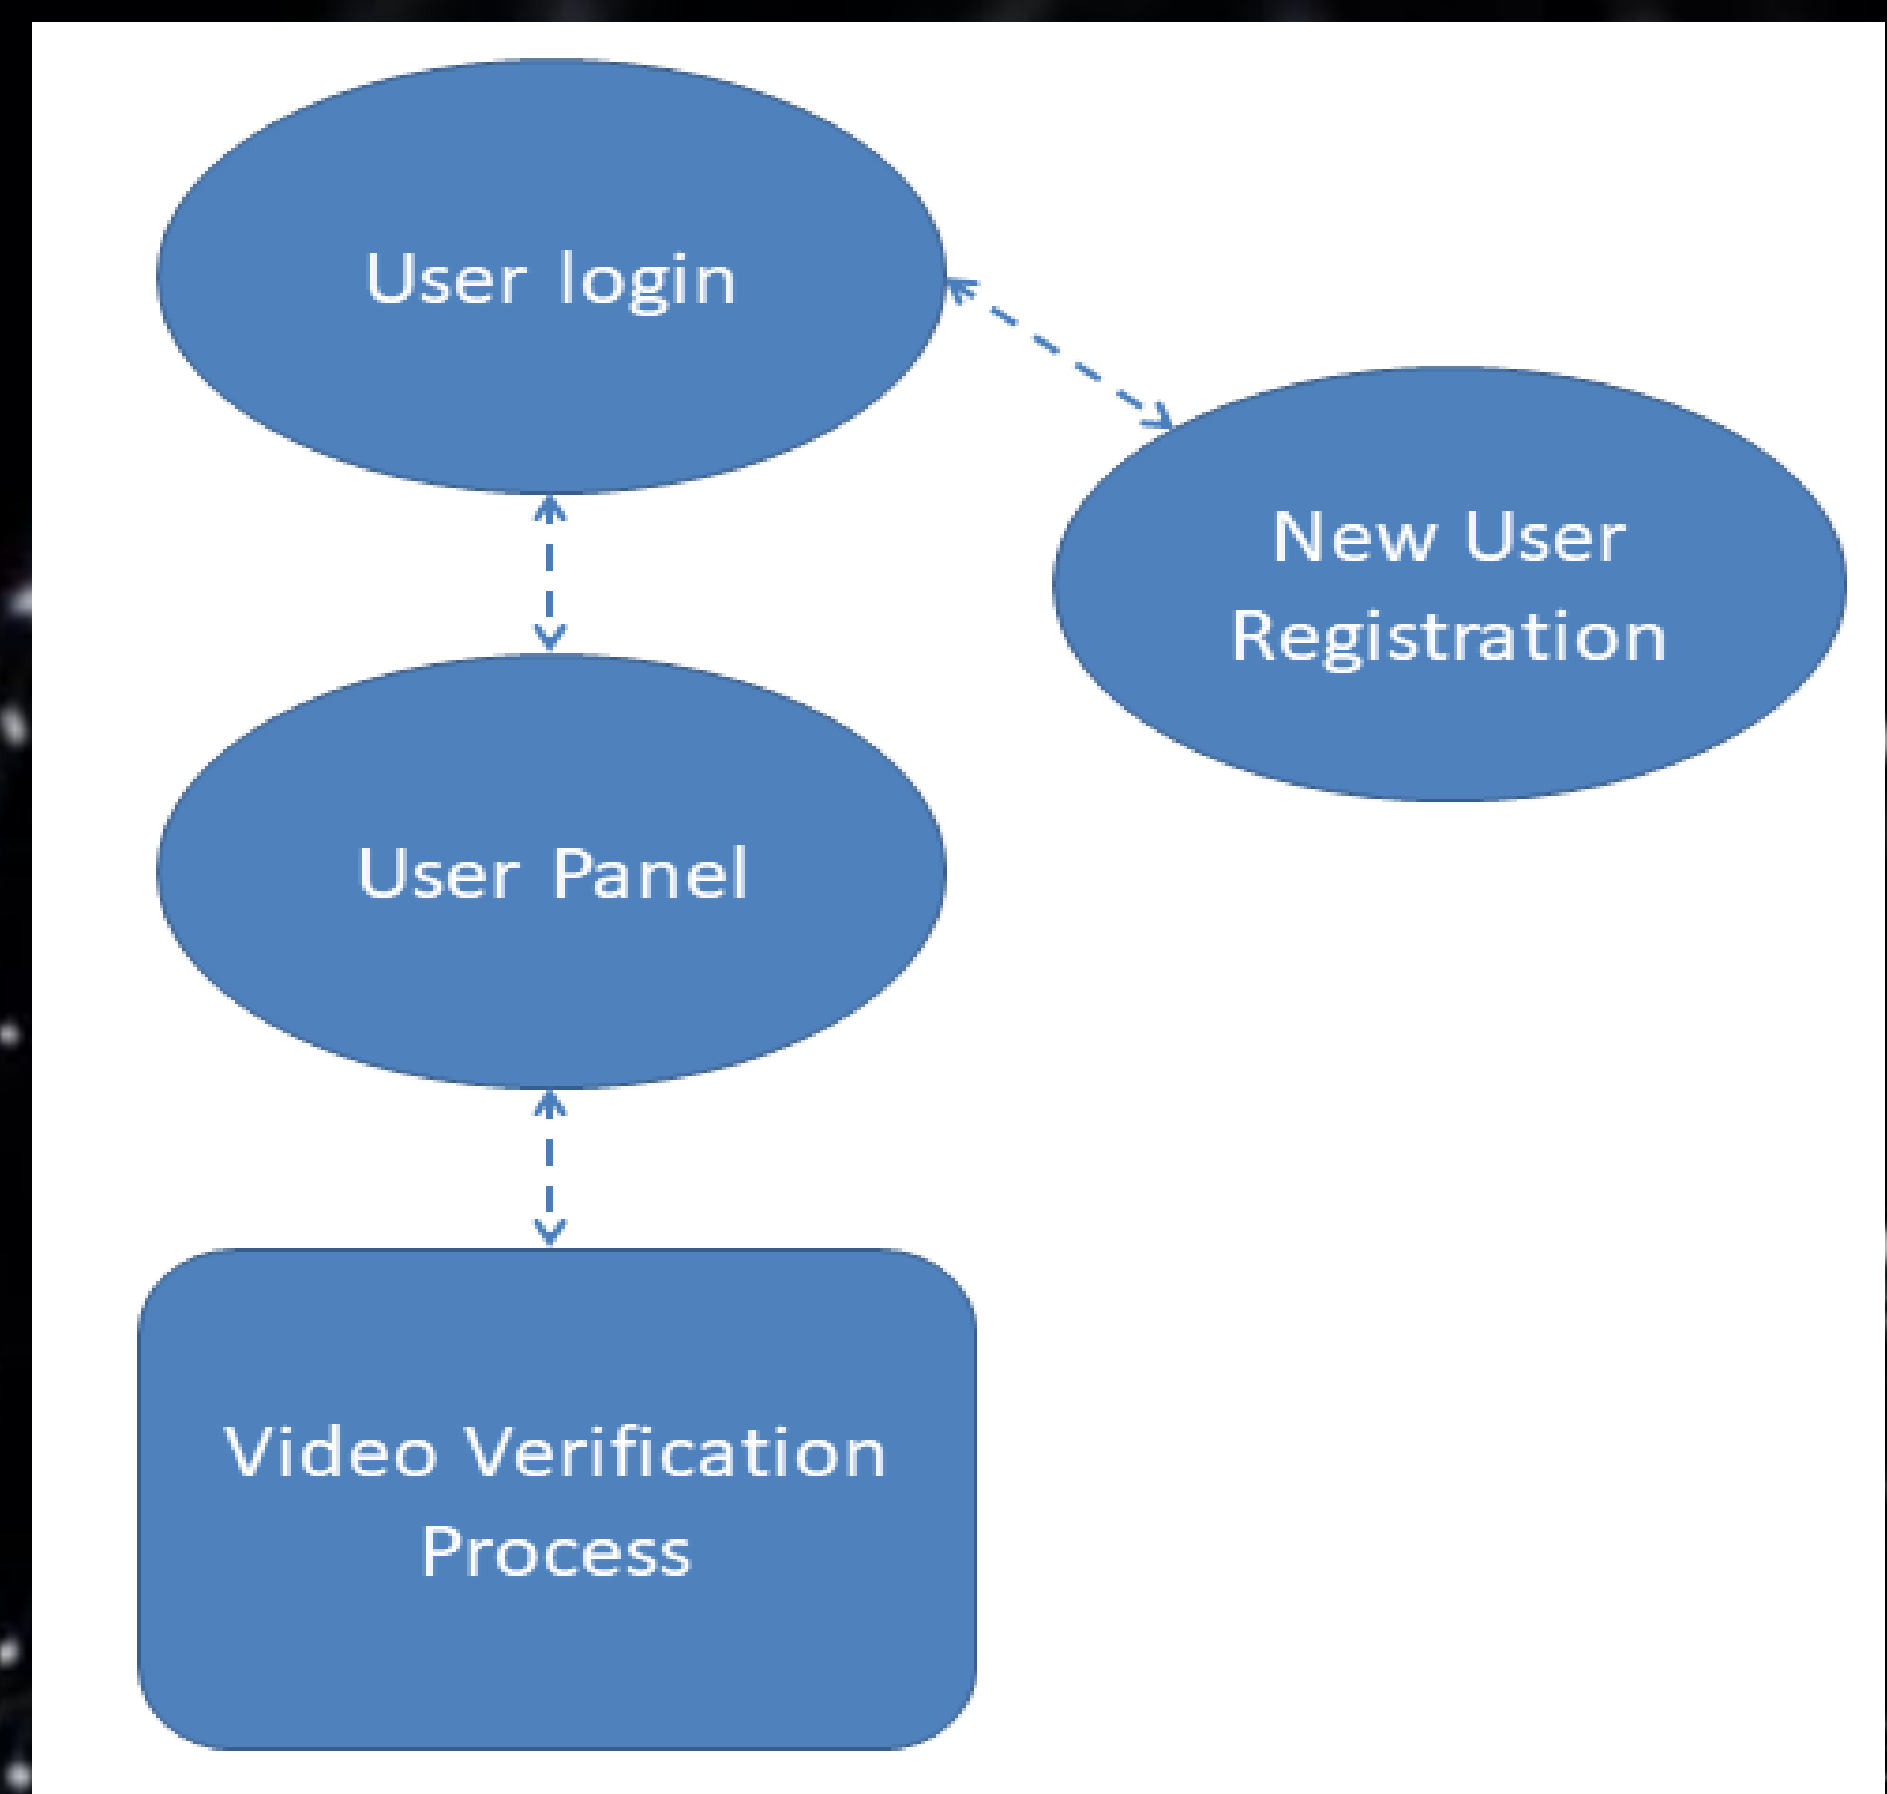 User login
New User
Registration
User Panel
Video Verification
Process